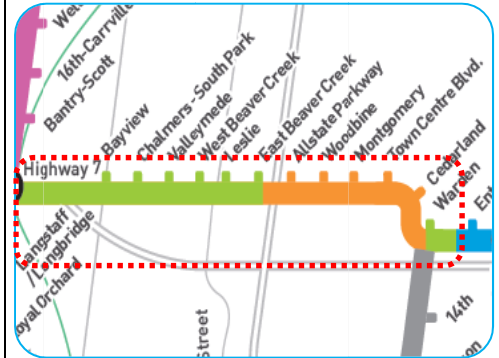 16th-Carrville
Bantry-Scott
Bayview
Chalmers - South Park
Valleymede
West Beaver Creek
Leslie
East Beaver Creek
Allstate Parkway
Woodbine
Montgomery
Town Centre Blvd.
Cedarland
Warden
Highway 7
Langstaff
/Longbridge
Royal Orchard
Street
14th